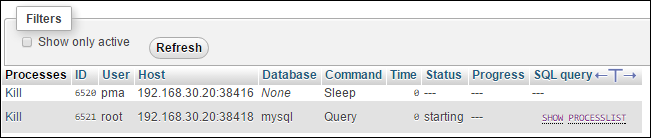 Filters
Show only active Refresh
Processes ID User Host Database Command Time Status Progress SQL query
Kill 6520 pma 192.168.30.20:38416 None Sleep 0 --- --- ---
Kill 6521 root 192.168.30.20:38418 mysql Query 0 starting --- SHOW PROCESSLIST